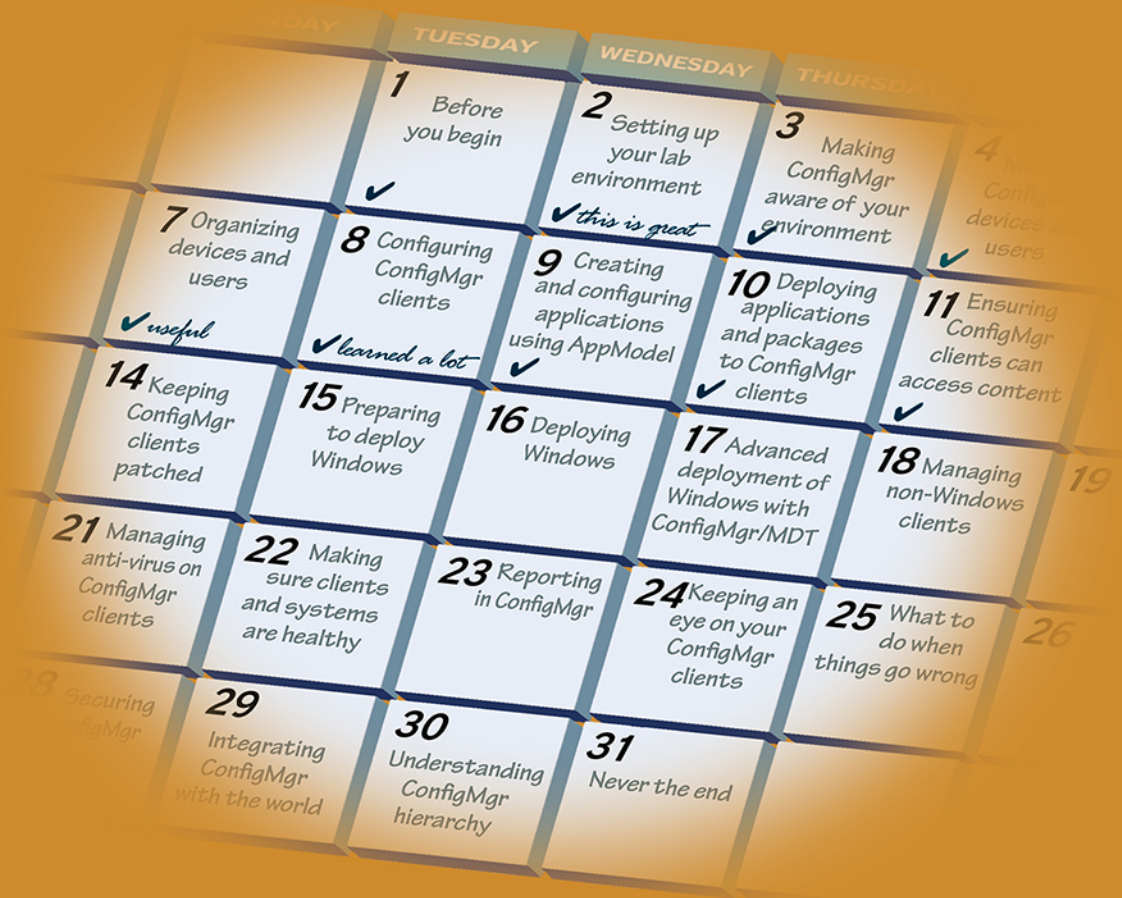 TUESDAY
WEDNESDAY
THURSDAY
1
Before
you begin
2 Setting up
your lab
environment
this is great
3 Making
ConfigMgr
aware of your
environment
4
devices
users
7 Organizing
devices and
users
useful
8 Configuring
ConfigMgr
clients
learned a lot
9 Creating
and configuring
applications
using AppModel
10 Deploying
applications
and packages
to ConfigMgr
clients
11 Ensuring
ConfigMgr
clients can
access content
14 Keeping
ConfigMgr
clients
patched
15 Preparing
to deploy
Windows
16 Deploying
Windows
17 Advanced
deployment of
Windows with
ConfigMgr/MDT
18 Managing
non-Windows
clients
19
21 Managing
anti-virus on
ConfigMgr
clients
22 Making
sure clients
and systems
are healthy
23 Reporting
in ConfigMgr
24 Keeping an
eye on your
ConfigMgr
clients
25 What to
do when
things go wrong
26
28 Securing
ConfigMgr
29
Integrating
ConfigMgr
with the world
30
Understanding
ConfigMgr
hierarchy
31
Never the end